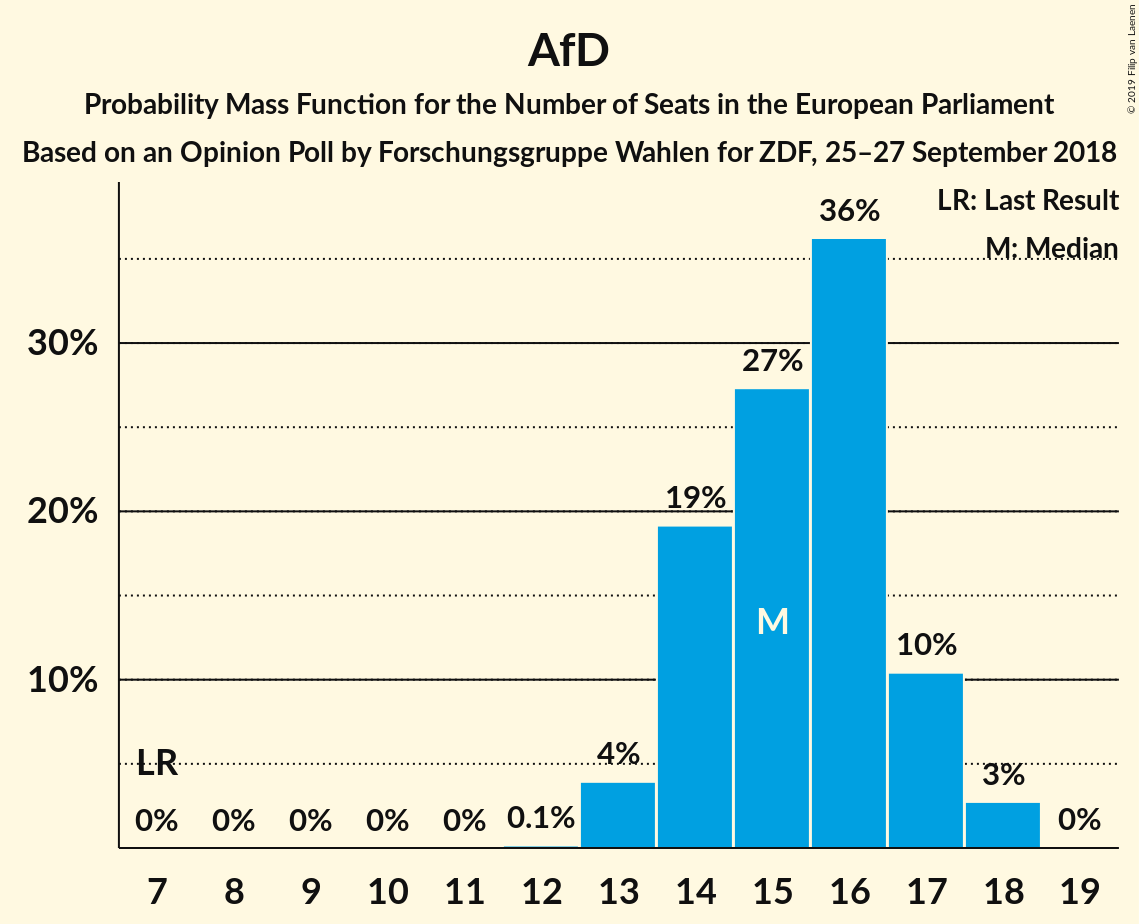 AfD
Probability Mass Function for the Number of Seats in the European Parliament
Based on an Opinion Poll by Forschungsgruppe Wahlen for ZDF, 25–27 September 2018
© 2019 Filip van Laenen
LR: Last Result
M: Median
36%
30%
27%
20%
19%
M
10%
10%
LR
4%
3%
0% 0% 0% 0% 0% 0.1% 0%
7 8 9 10 11 12 13 14 15 16 17 18 19